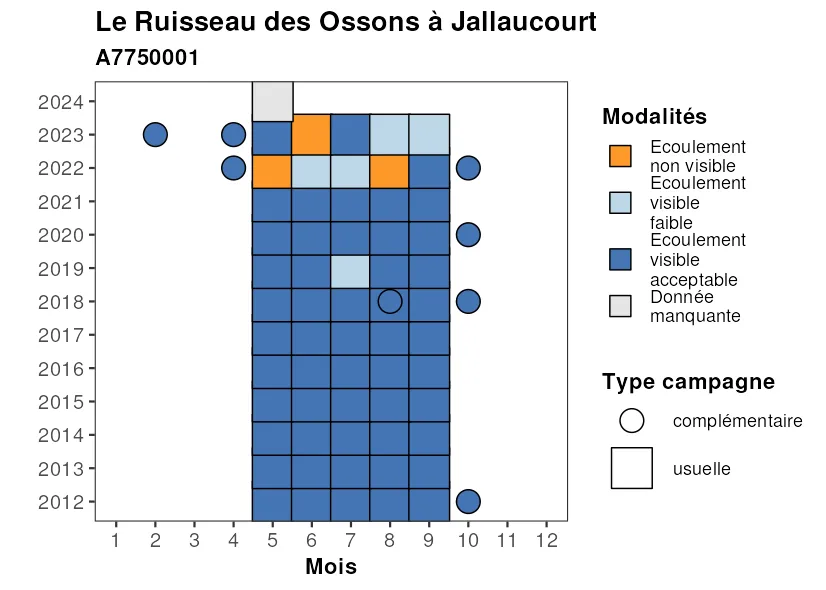 Le Ruisseau des Ossons à Jallaucourt
A7750001
2024
2023
2022
2021
2020
2019
2018
2017
2016
2015
2014
2013
2012
1 2 3 4 5 6 7 8 9 10 11 12
Mois
Modalités
Ecoulement
non visible
Ecoulement
visible
faible
Ecoulement
visible
acceptable
Donnée
manquante
Type campagne
complémentaire
usuelle